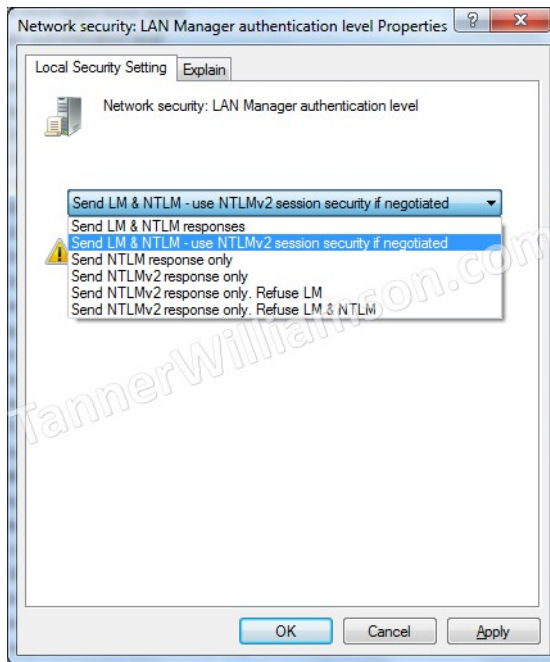 Network security: LAN Manager authentication level Properties
Local Security Setting
Explain
Network security: LAN Manager authentication level
Send LM & NTLM - use NTLMv2 session security if negotiated
Send LM & NTLM responses
Send LM & NTLM - use NTLMv2 session security if negotiated
Send NTLM response only
Send NTLMv2 response only
Send NTLMv2 response only. Refuse LM
Send NTLMv2 response only. Refuse LM & NTLM
TannerWilliamson.com
OK
Cancel
Apply